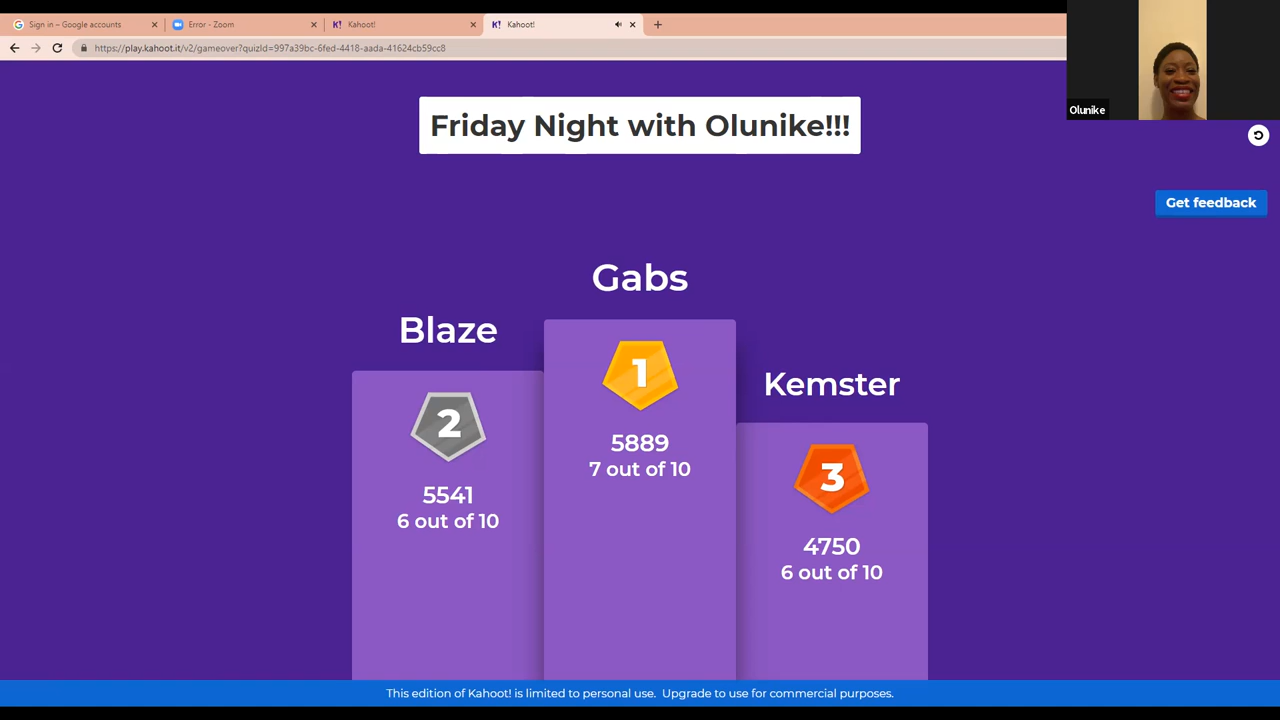 Sign in – Google accounts
Error - Zoom
Kahoot!
Kahoot!
https://play.kahoot.it/v2/gameover?quizId=997a39bc-6fed-4418-aada-41624cb59cc8
Olunike
Friday Night with Olunike!!!
Get feedback
Gabs
Blaze
Kemster
1
5889
7 out of 10
2
5541
6 out of 10
3
4750
6 out of 10
This edition of Kahoot! is limited to personal use. Upgrade to use for commercial purposes.